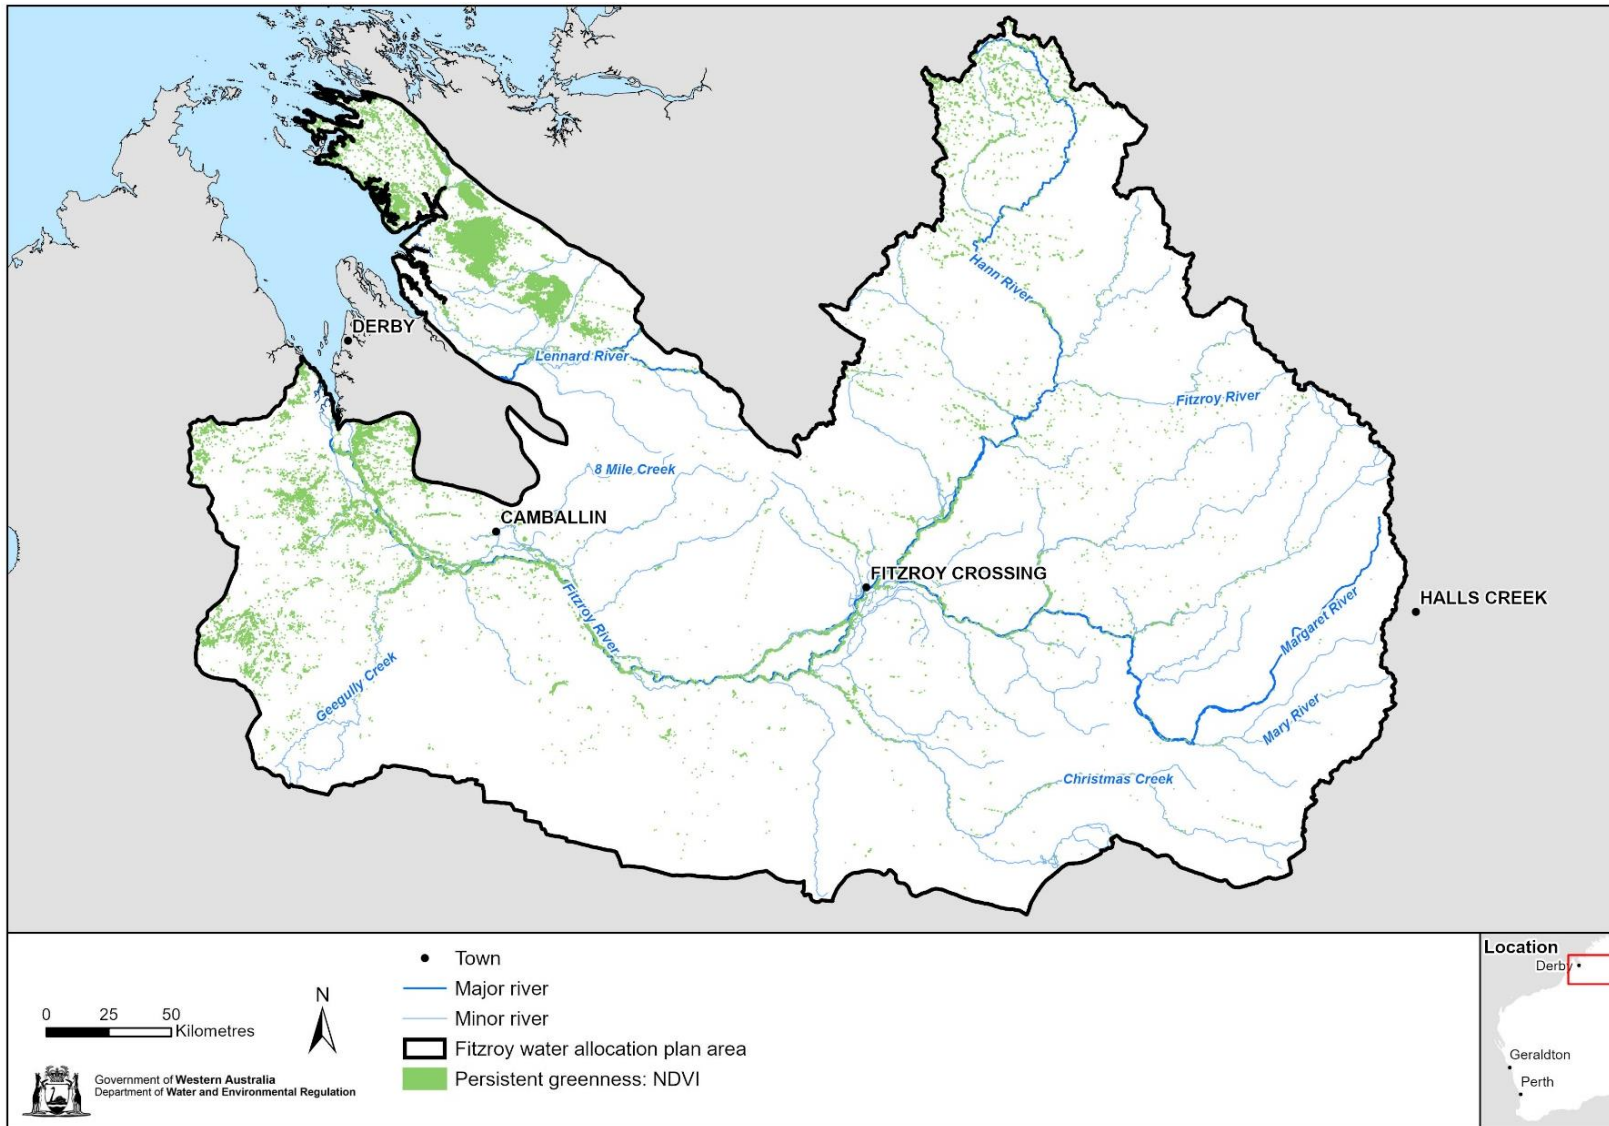 Hann River
DERBY
Lennard River
Fitzroy River
8 Mile Creek
CAMBALLIN
FITZROY CROSSING
Fitzroy River
HALLS CREEK
Margaret River
Geegully Creek
Mary River
Christmas Creek
Town
Major river
Minor river
Fitzroy water allocation plan area
Persistent greenness: NDVI
0 25 50
Kilometres
N
Government of Western Australia
Department of Water and Environmental Regulation
Location
Derby
Geraldton
Perth